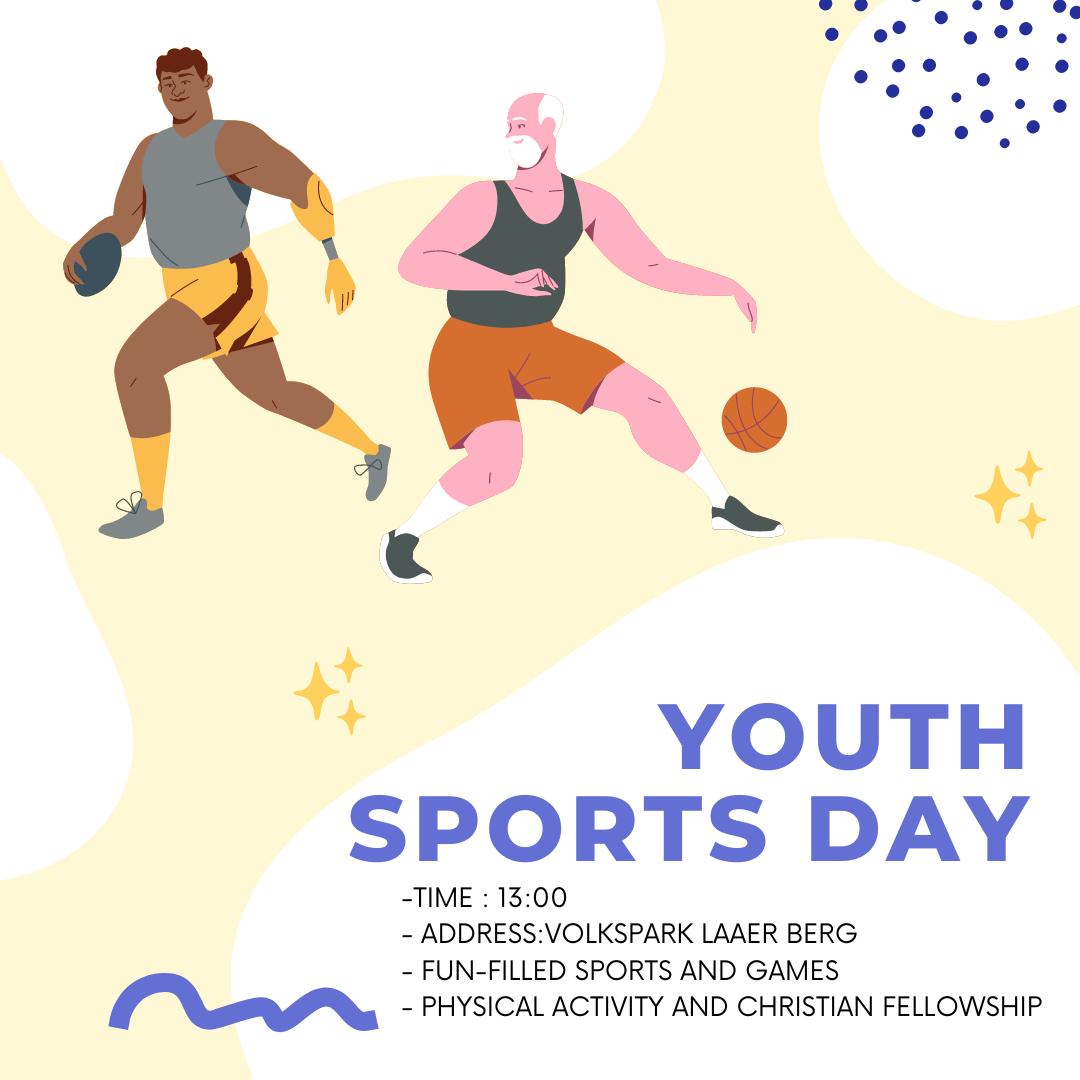 YOUTH
SPORTS DAY
-TIME : 13:00
- ADDRESS:VOLKSPARK LAAER BERG
- FUN-FILLED SPORTS AND GAMES
- PHYSICAL ACTIVITY AND CHRISTIAN FELLOWSHIP